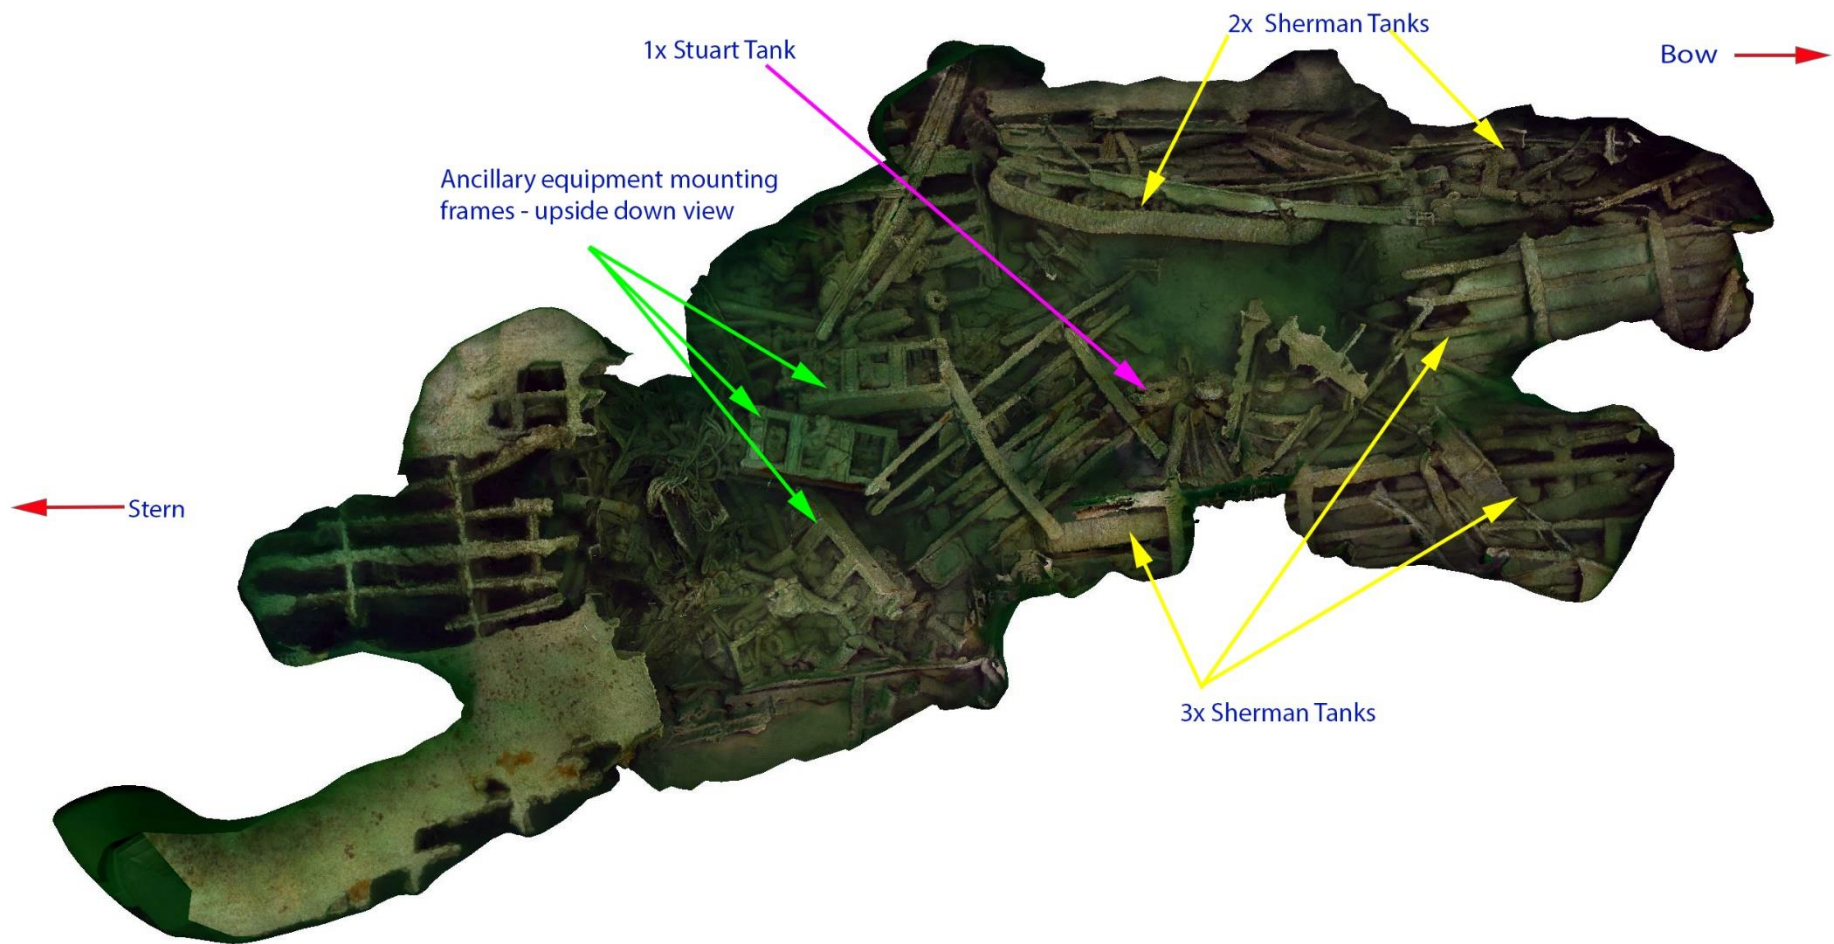 2x Sherman Tanks
1x Stuart Tank
Bow
Ancillary equipment mounting
frames - upside down view
Stern
3x Sherman Tanks